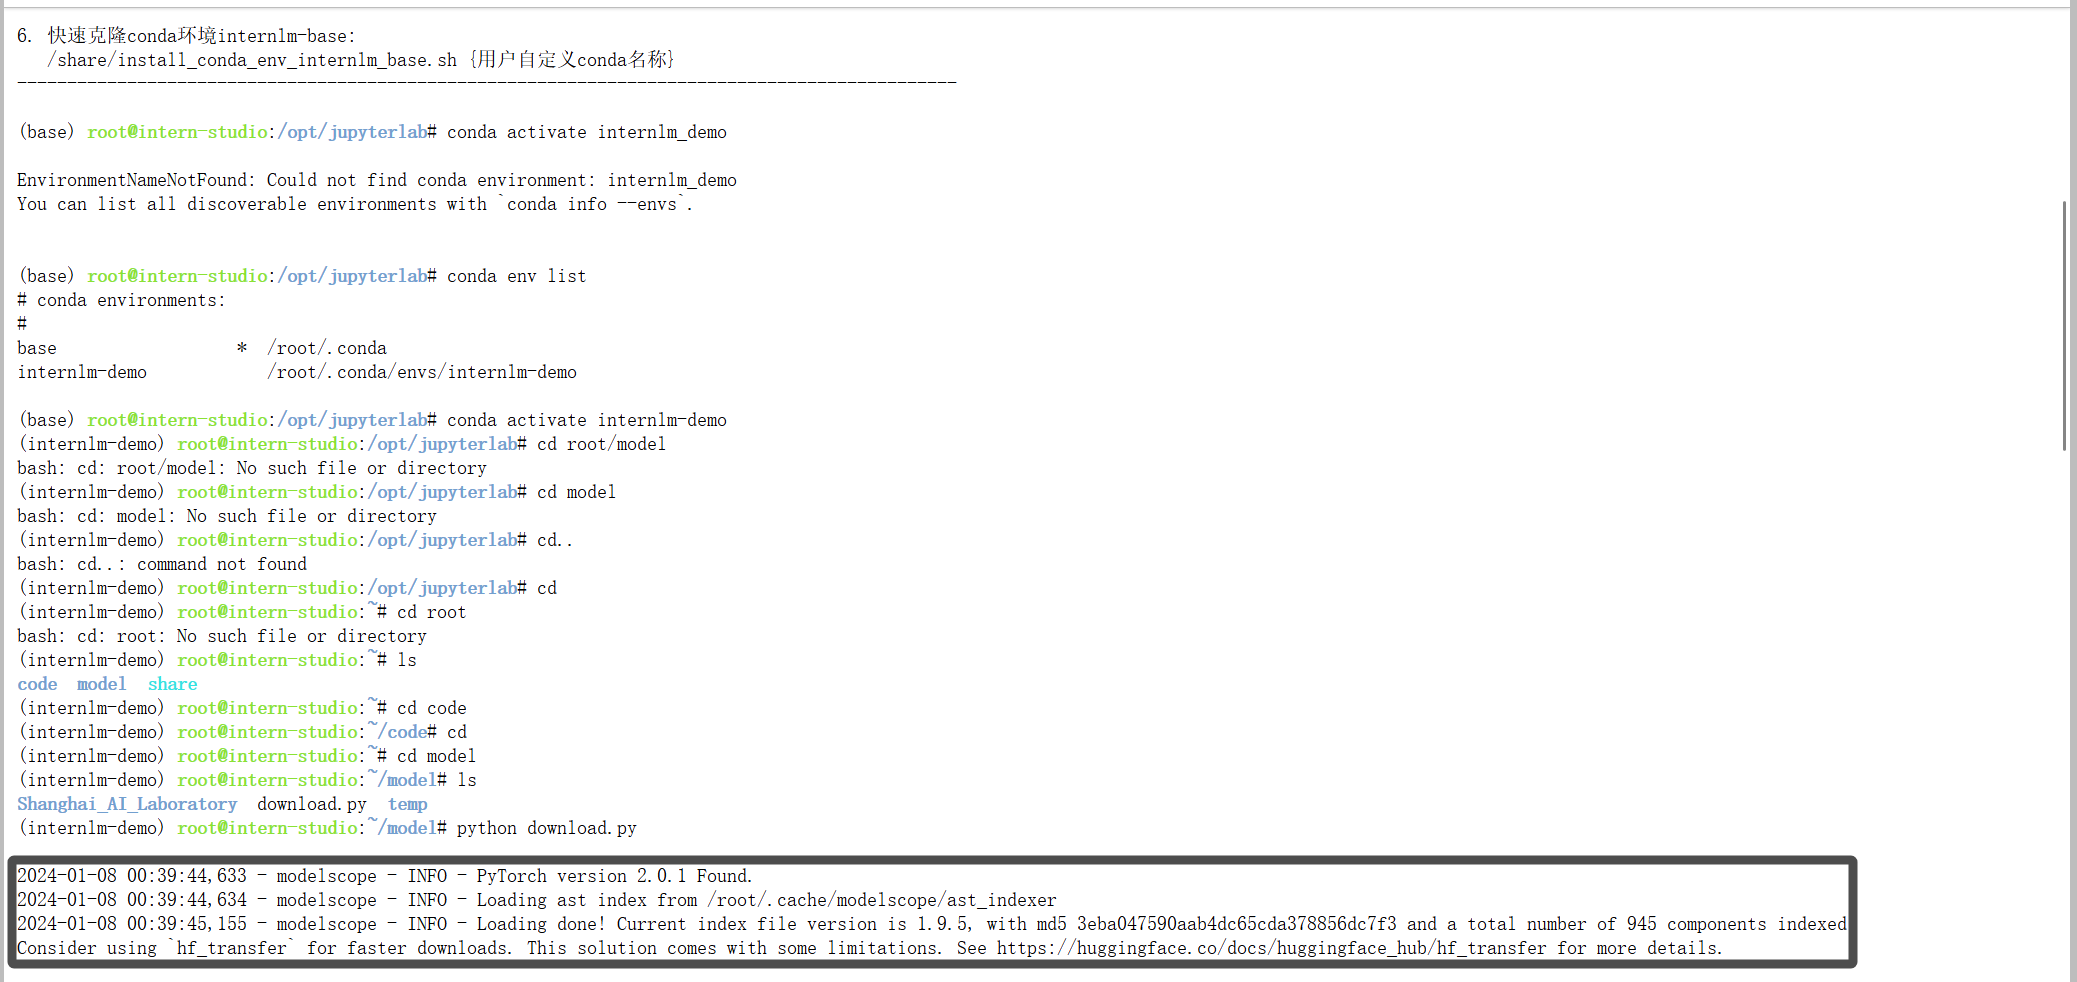 6. 快速克隆conda环境internlm-base:
/share/install_conda_env_internlm_base.sh {用户自定义conda名称}
----------------------------------------------------------------------------------------------
(base) root@intern-studio:/opt/jupyterlab# conda activate internlm_demo
EnvironmentNameNotFound: Could not find conda environment: internlm_demo
You can list all discoverable environments with `conda info --envs`.
(base) root@intern-studio:/opt/jupyterlab# conda env list
# conda environments:
#
base                  *  /root/.conda
internlm-demo            /root/.conda/envs/internlm-demo
(base) root@intern-studio:/opt/jupyterlab# conda activate internlm-demo
(internlm-demo) root@intern-studio:/opt/jupyterlab# cd root/model
bash: cd: root/model: No such file or directory
(internlm-demo) root@intern-studio:/opt/jupyterlab# cd model
bash: cd: model: No such file or directory
(internlm-demo) root@intern-studio:/opt/jupyterlab# cd..
bash: cd..: command not found
(internlm-demo) root@intern-studio:/opt/jupyterlab# cd
(internlm-demo) root@intern-studio:~# cd root
bash: cd: root: No such file or directory
(internlm-demo) root@intern-studio:~# ls
code  model  share
(internlm-demo) root@intern-studio:~# cd code
(internlm-demo) root@intern-studio:~/code# cd
(internlm-demo) root@intern-studio:~# cd model
(internlm-demo) root@intern-studio:~/model# ls
Shanghai_AI_Laboratory  download.py  temp
(internlm-demo) root@intern-studio:~/model# python download.py
2024-01-08 00:39:44,633 - modelscope - INFO - PyTorch version 2.0.1 Found.
2024-01-08 00:39:44,634 - modelscope - INFO - Loading ast index from /root/.cache/modelscope/ast_indexer
2024-01-08 00:39:45,155 - modelscope - INFO - Loading done! Current index file version is 1.9.5, with md5 3eba047590aab4dc65cda378856dc7f3 and a total number of 945 components indexed
Consider using `hf_transfer` for faster downloads. This solution comes with some limitations. See https://huggingface.co/docs/huggingface_hub/hf_transfer for more details.